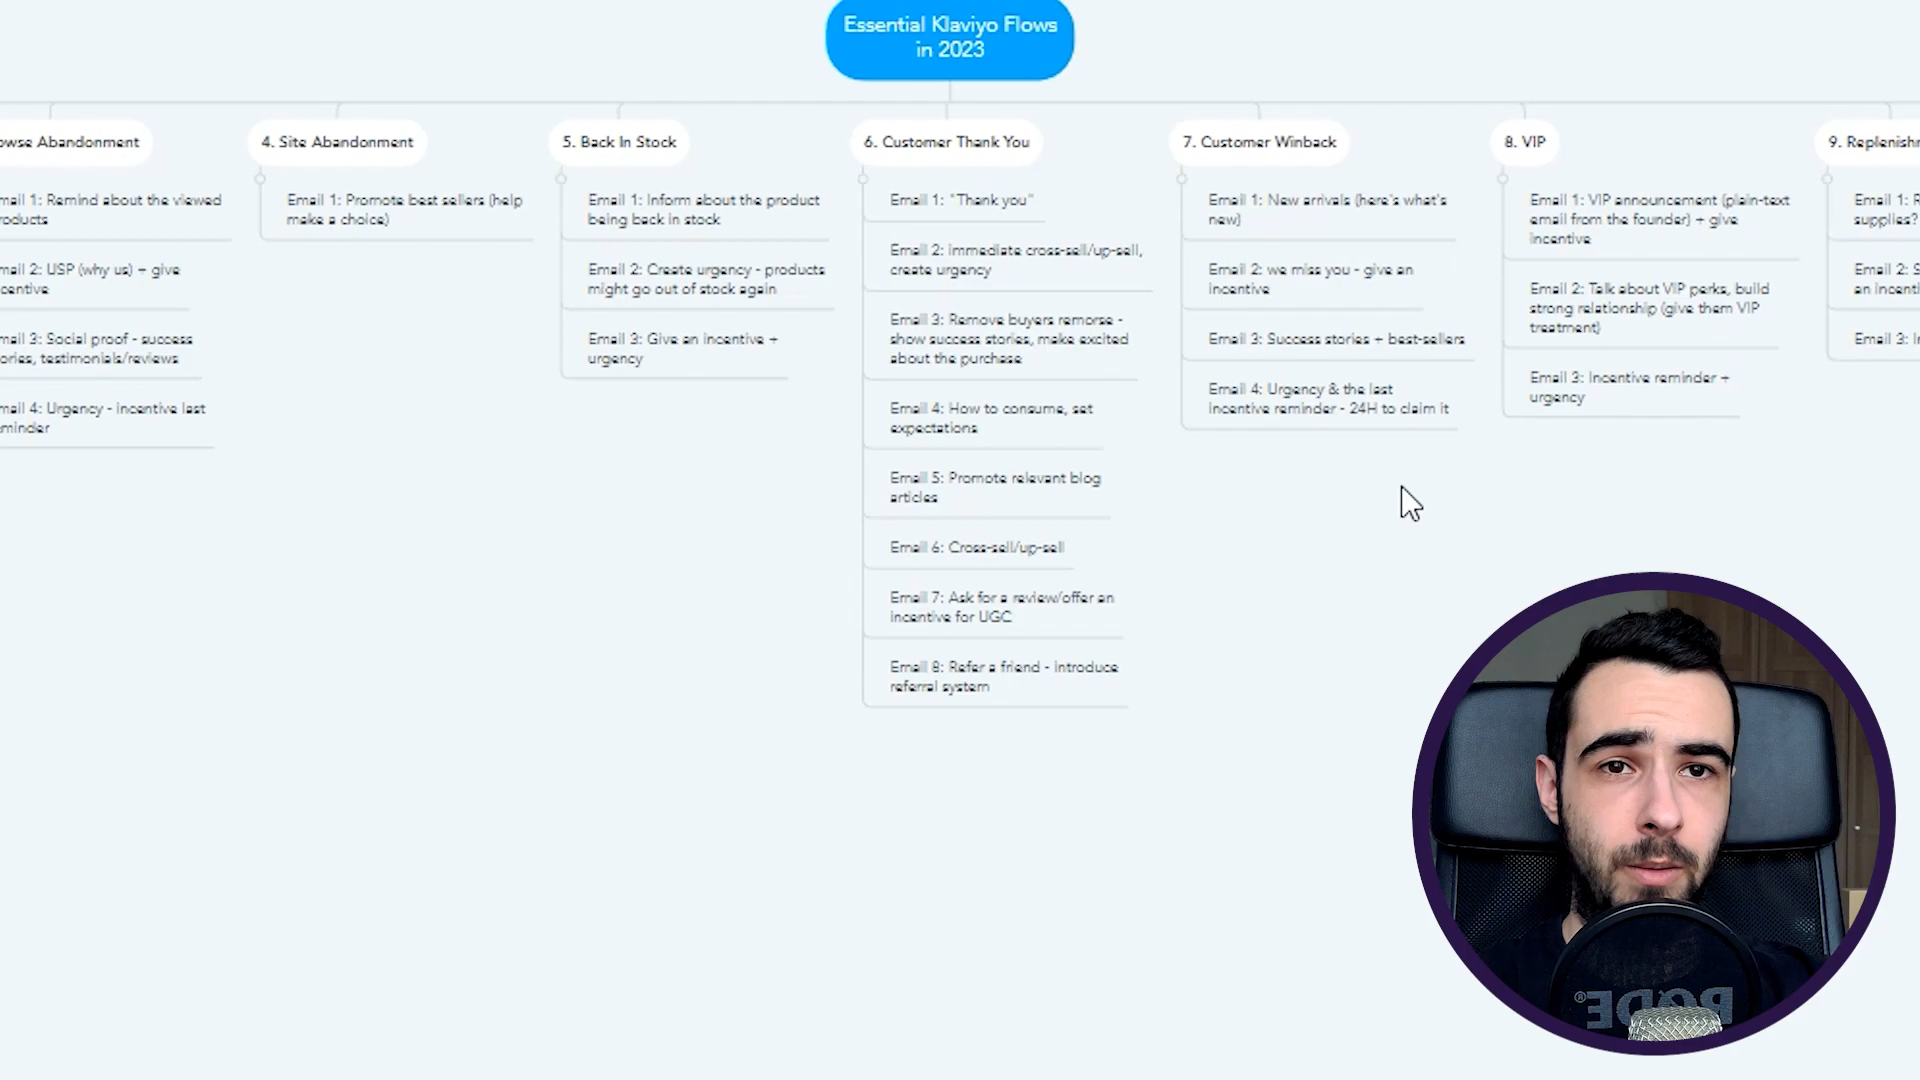 Essential Klaviyo Flows
in 2023
owse Abandonment
mail 1: Remind about the viewed
roducts
mail 2: USP (why us) + give
centive
mail 3: Social proof - success
ories, testimonials/reviews
mail 4: Urgency - incentive last
minder
4. Site Abandonment
Email 1: Promote best sellers (help
make a choice)
5. Back In Stock
Email 1: Inform about the product
being back in stock
Email 2: Create urgency - products
might go out of stock again
Email 3: Give an incentive +
urgency
6. Customer Thank You
Email 1: "Thank you"
Email 2: immediate cross-sell/up-sell,
create urgency
Email 3: Remove buyers remorse -
show success stories, make excited
about the purchase
Email 4: How to consume, set
expectations
Email 5: Promote relevant blog
articles
Email 6: Cross-sell/up-sell
Email 7: Ask for a review/offer an
incentive for UGC
Email 8: Refer a friend - introduce
referral system
7. Customer Winback
Email 1: New arrivals (here's what's
new)
Email 2: we miss you - give an
incentive
Email 3: Success stories + best-sellers
Email 4: Urgency & the last
incentive reminder - 24H to claim it
8. VIP
Email 1: VIP announcement (plain-text
email from the founder) + give
incentive
Email 2: Talk about VIP perks, build
strong relationship (give them VIP
treatment)
Email 3: Incentive reminder +
urgency
9. Replenishm
Email 1: R
supplies?
Email 2: S
an incenti
Email 3: In
RODE®